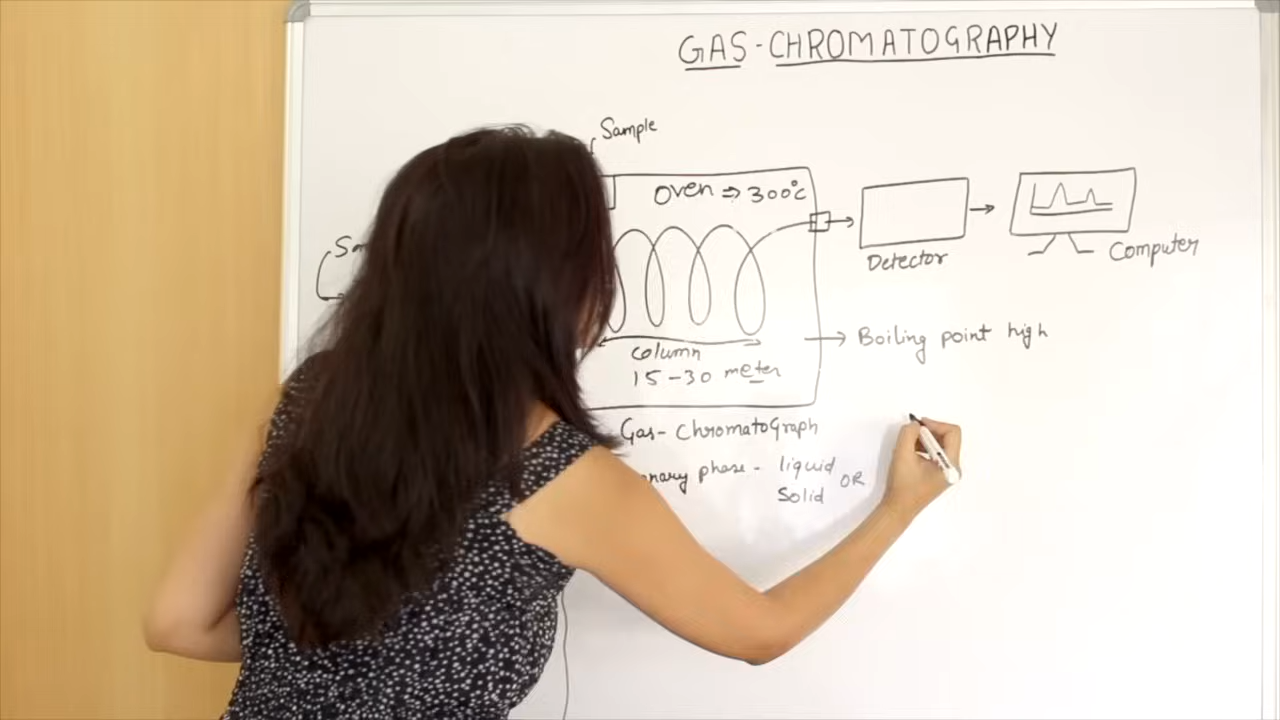 GAS-CHROMATOGRAPHY
Sample
Oven ⇒ 300°c
Detector
Computer
column
15-30 meter
→ Boiling point high
Gas-Chromatograph
phase - liquid OR
Solid